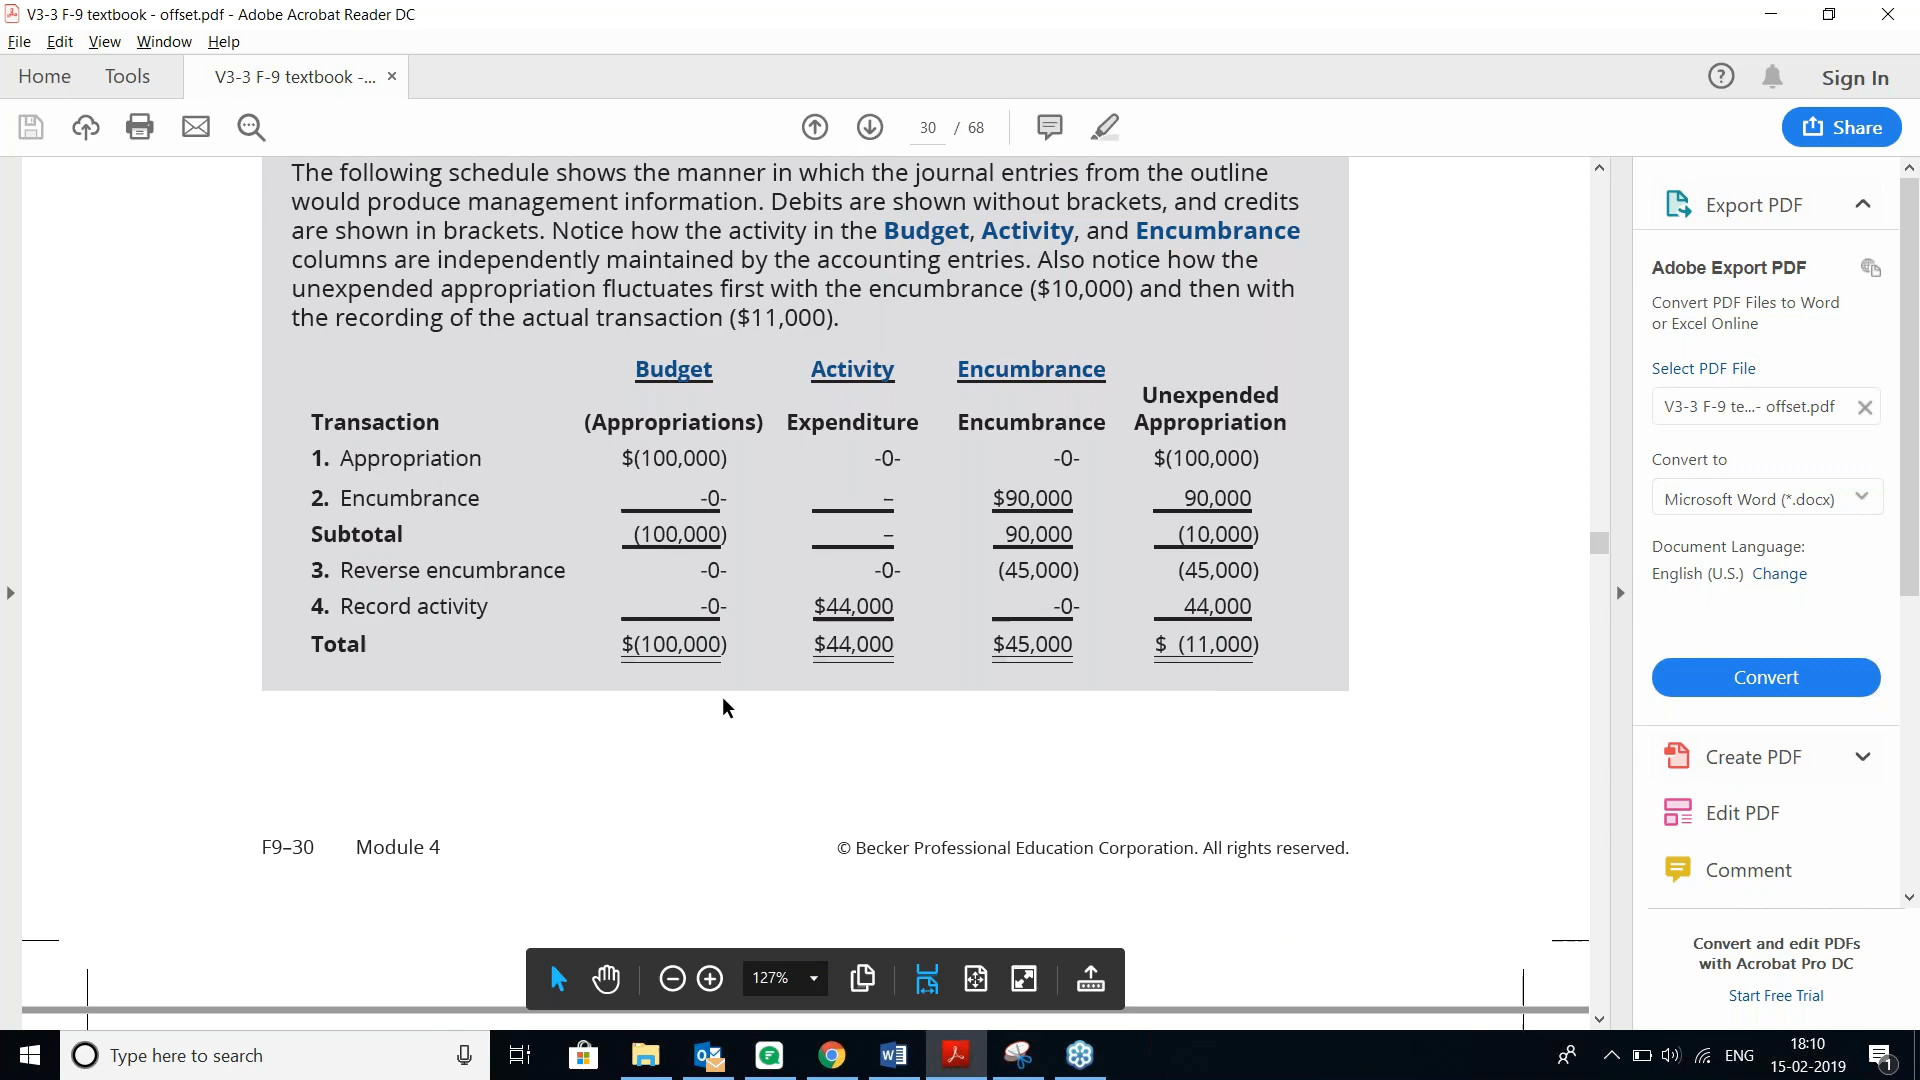 V3-3 F-9 textbook - offset.pdf - Adobe Acrobat Reader DC
File Edit View Window Help
Home Tools V3-3 F-9 textbook -... × Sign In
30 / 68 Share
The following schedule shows the manner in which the journal entries from the outline
would produce management information. Debits are shown without brackets, and credits
are shown in brackets. Notice how the activity in the Budget, Activity, and Encumbrance
columns are independently maintained by the accounting entries. Also notice how the
unexpended appropriation fluctuates first with the encumbrance ($10,000) and then with
the recording of the actual transaction ($11,000).
Budget Activity Encumbrance
Unexpended
Transaction (Appropriations) Expenditure Encumbrance Appropriation
1. Appropriation $(100,000) -0- -0- $(100,000)
2. Encumbrance -0- – $90,000 90,000
Subtotal (100,000) – 90,000 (10,000)
3. Reverse encumbrance -0- -0- (45,000) (45,000)
4. Record activity -0- $44,000 -0- 44,000
Total $(100,000) $44,000 $45,000 $ (11,000)
F9–30 Module 4 © Becker Professional Education Corporation. All rights reserved.
127%
Export PDF
Adobe Export PDF
Convert PDF Files to Word
or Excel Online
Select PDF File
V3-3 F-9 te...- offset.pdf
Convert to
Microsoft Word (*.docx)
Document Language:
English (U.S.) Change
Convert
Create PDF
Edit PDF
Comment
Convert and edit PDFs
with Acrobat Pro DC
Start Free Trial
Type here to search
ENG
18:10
15-02-2019
1